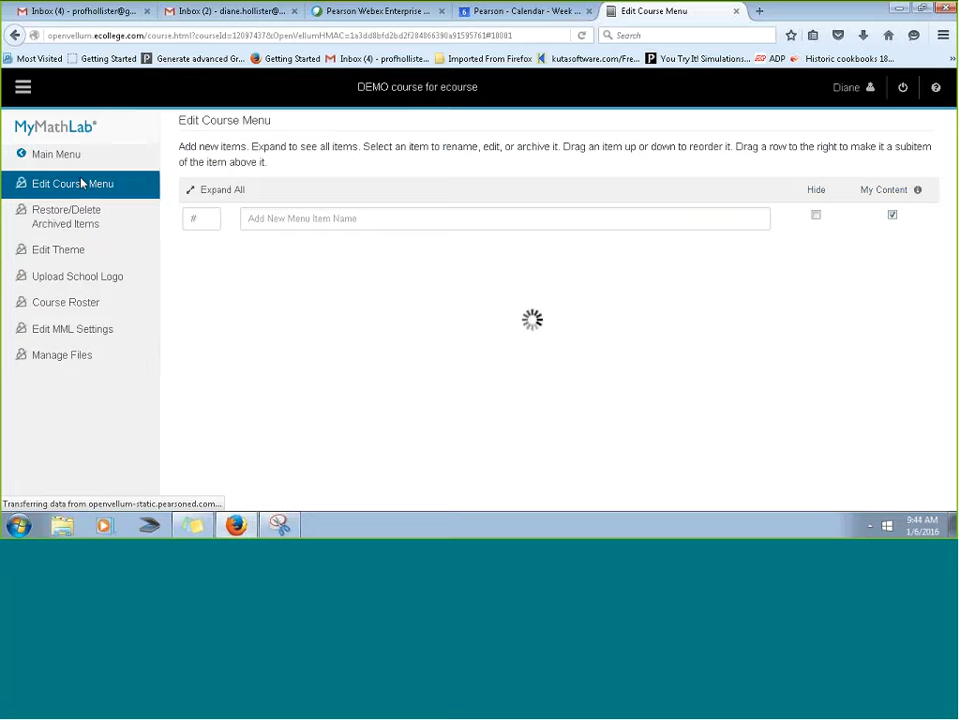 Inbox (4) - profhollister@g...
Inbox (2) - diane.hollister@...
Pearson Webex Enterprise ...
Pearson - Calendar - Week ...
Edit Course Menu
openvellum.ecollege.com/course.html?courseId=12097437&OpenVellumHMAC=1a3dd8bfd2bd2f284866390a91595761#10001
Search
Most Visited
Getting Started
Generate advanced Gr...
Getting Started
Inbox (4) - profholliste...
Imported From Firefox
kutasoftware.com/Fre...
You Try It! Simulations...
ADP
Historic cookbooks 18...
DEMO course for ecourse
Diane
MyMathLab®
Main Menu
Edit Course Menu
Restore/Delete
Archived Items
Edit Theme
Upload School Logo
Course Roster
Edit MML Settings
Manage Files
Edit Course Menu
Add new items. Expand to see all items. Select an item to rename, edit, or archive it. Drag an item up or down to reorder it. Drag a row to the right to make it a subitem
of the item above it.
Expand All
Hide
My Content
#
Add New Menu Item Name
Transferring data from openvellum-static.pearsoned.com...
9:44 AM
1/6/2016